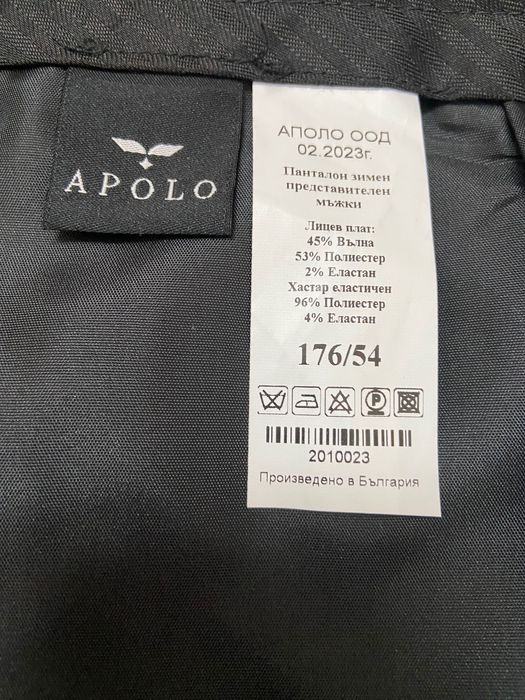 APOLO
АПОЛО ООД
02.2023г.
Панталон зимен
представителен
мъжки
Лицев плат:
45% Вълна
53% Полиестер
2% Еластан
Хастар еластичен
96% Полиестер
4% Еластан
176/54
P
2010023
Произведено в България